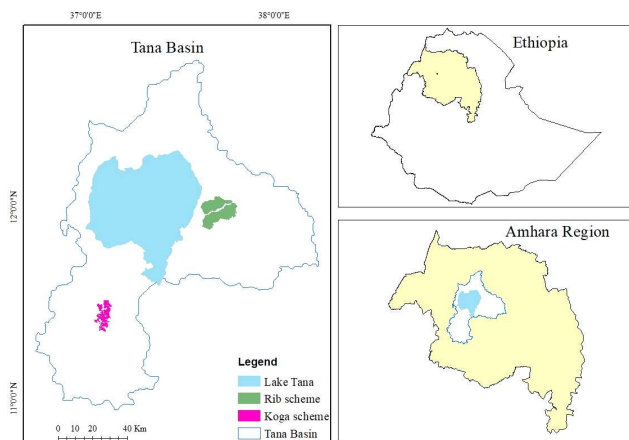 37°0'0"E
38°0'0"E
Tana Basin
12°0'0"N
11°0'0"N
Legend
Lake Tana
Rib scheme
Koga scheme
Tana Basin
0 10 20 40 Km
Ethiopia
Amhara Region